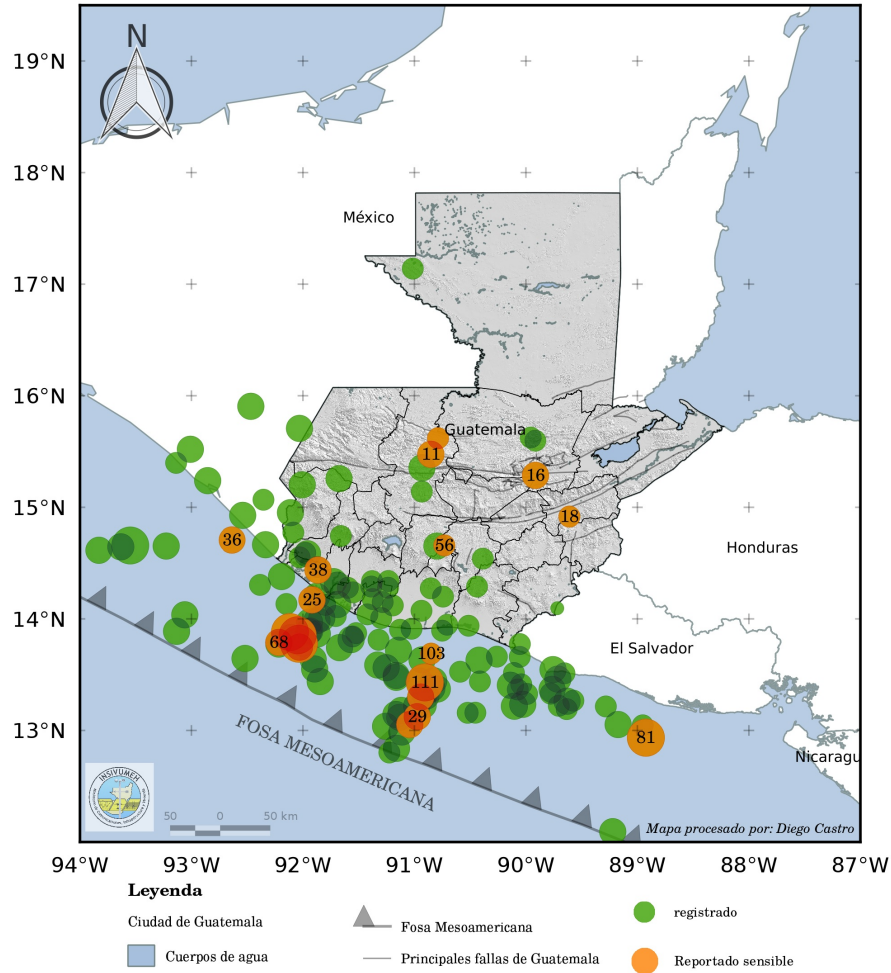 N
19°N
18°N
17°N
16°N
15°N
14°N
13°N
México
Guatemala
11
16
18
36
56
Honduras
38
25
68
103
El Salvador
111
29
81
FOSA MESOAMERICANA
Nicaragu
INSIVUMEH
50 0 50 km
Mapa procesado por: Diego Castro
94°W 93°W 92°W 91°W 90°W 89°W 88°W 87°W
Leyenda
Ciudad de Guatemala
Fosa Mesoamericana
registrado
Cuerpos de agua
Principales fallas de Guatemala
Reportado sensible